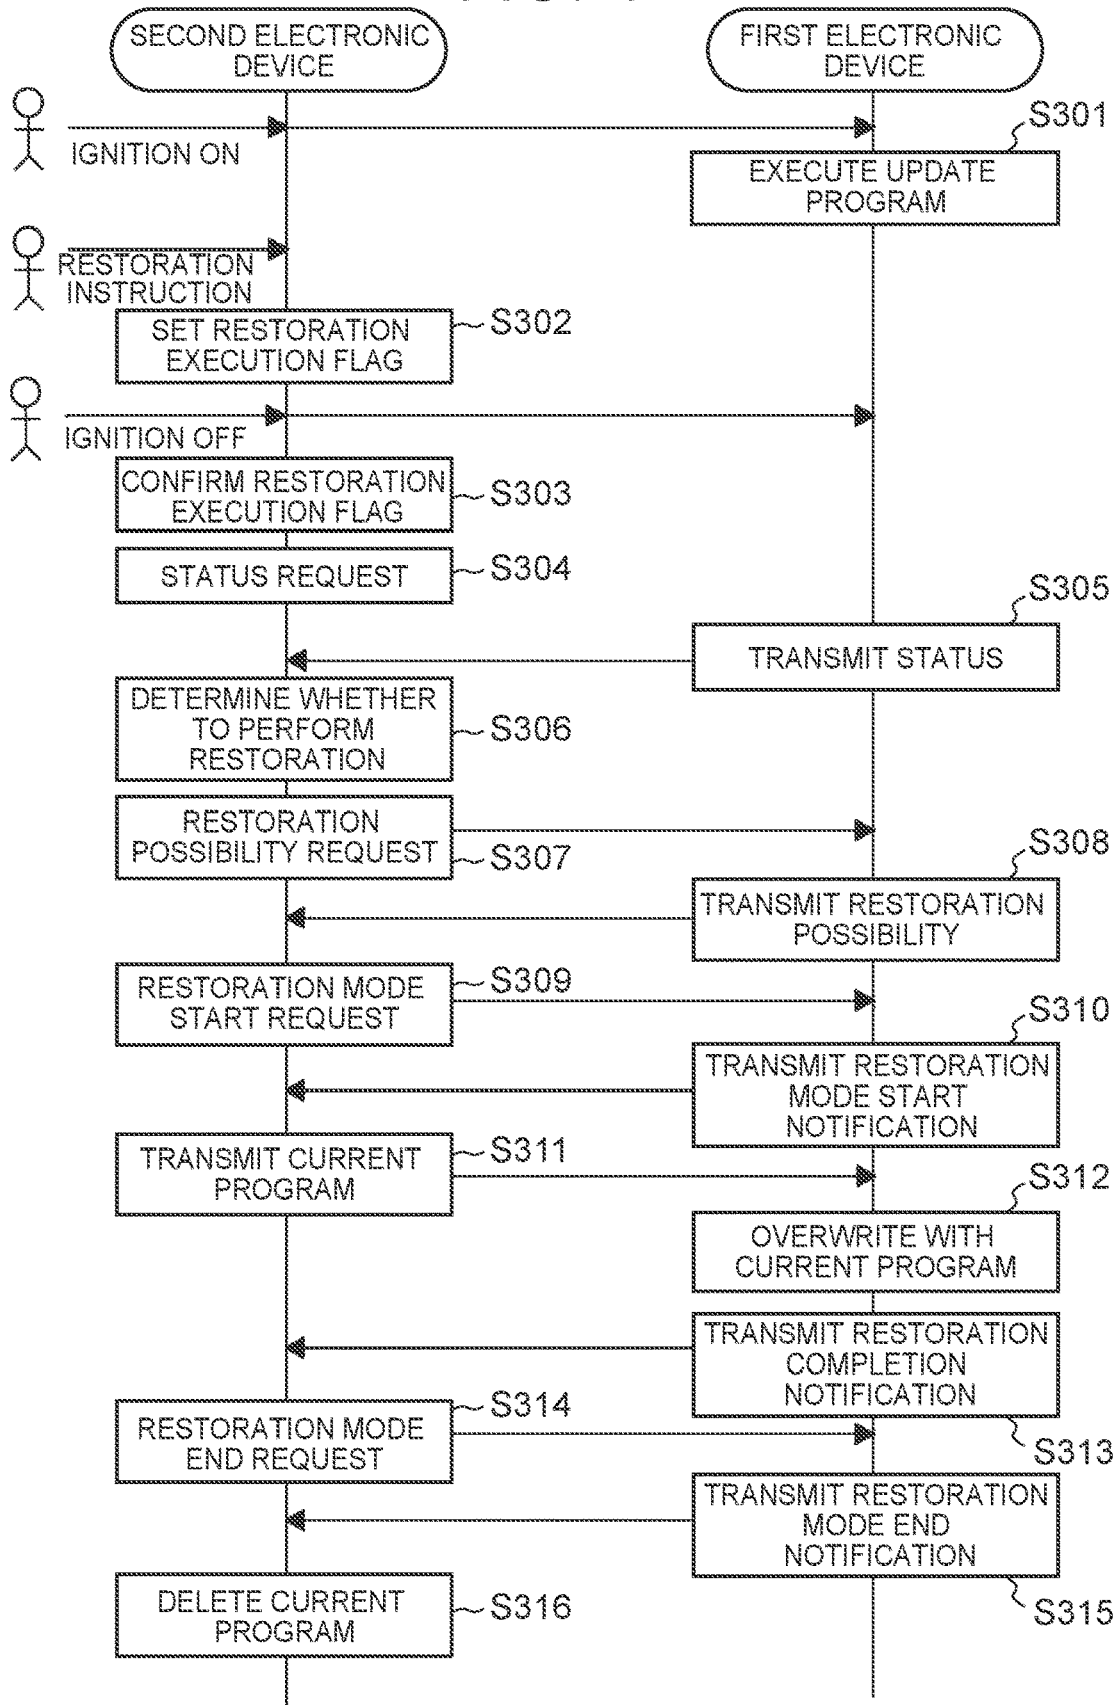 SECOND ELECTRONIC
DEVICE
FIRST ELECTRONIC
DEVICE
IGNITION ON
S301
EXECUTE UPDATE
PROGRAM
RESTORATION
INSTRUCTION
SET RESTORATION
EXECUTION FLAG
S302
IGNITION OFF
CONFIRM RESTORATION
EXECUTION FLAG
S303
STATUS REQUEST
S304
S305
TRANSMIT STATUS
DETERMINE WHETHER
TO PERFORM
RESTORATION
S306
RESTORATION
POSSIBILITY REQUEST
S307
S308
TRANSMIT RESTORATION
POSSIBILITY
S309
RESTORATION MODE
START REQUEST
S310
TRANSMIT RESTORATION
MODE START
NOTIFICATION
S311
TRANSMIT CURRENT
PROGRAM
S312
OVERWRITE WITH
CURRENT PROGRAM
TRANSMIT RESTORATION
COMPLETION
NOTIFICATION
S313
S314
RESTORATION MODE
END REQUEST
TRANSMIT RESTORATION
MODE END
NOTIFICATION
S315
DELETE CURRENT
PROGRAM
S316